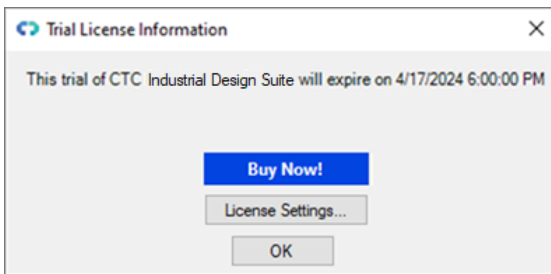 Trial License Information
This trial of CTC Industrial Design Suite will expire on 4/17/2024 6:00:00 PM
Buy Now!
License Settings...
OK